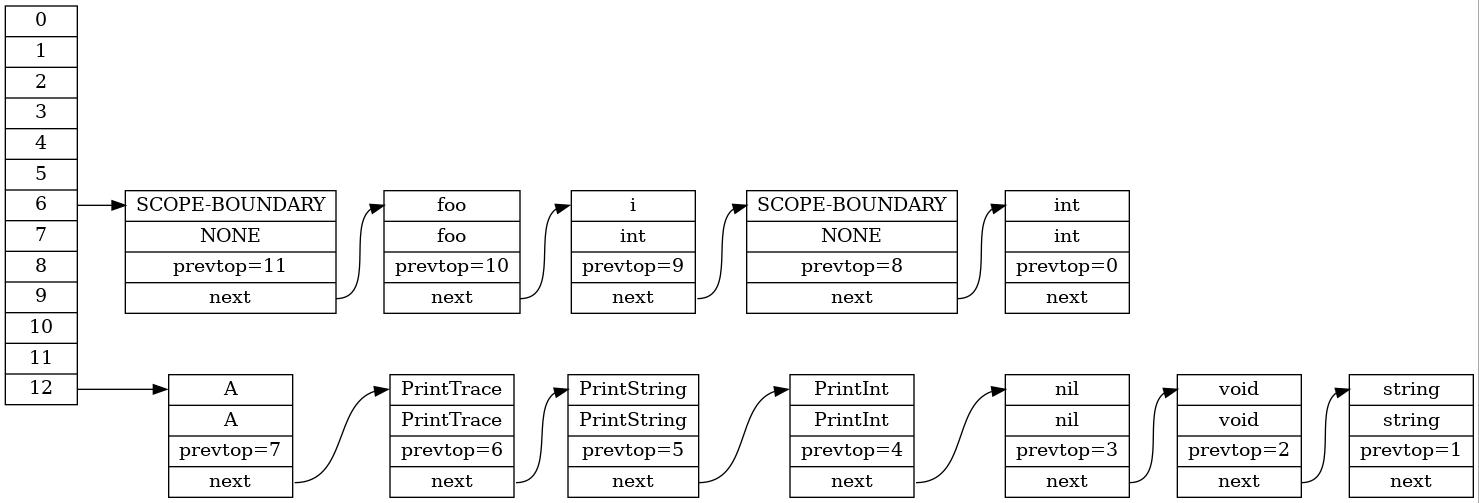 0
1
2
3
4
5
6
7
8
9
10
11
12
SCOPE-BOUNDARY
NONE
prevtop=11
next
foo
foo
prevtop=10
next
i
int
prevtop=9
next
SCOPE-BOUNDARY
NONE
prevtop=8
next
int
int
prevtop=0
next
A
A
prevtop=7
next
PrintTrace
PrintTrace
prevtop=6
next
PrintString
PrintString
prevtop=5
next
PrintInt
PrintInt
prevtop=4
next
nil
nil
prevtop=3
next
void
void
prevtop=2
next
string
string
prevtop=1
next